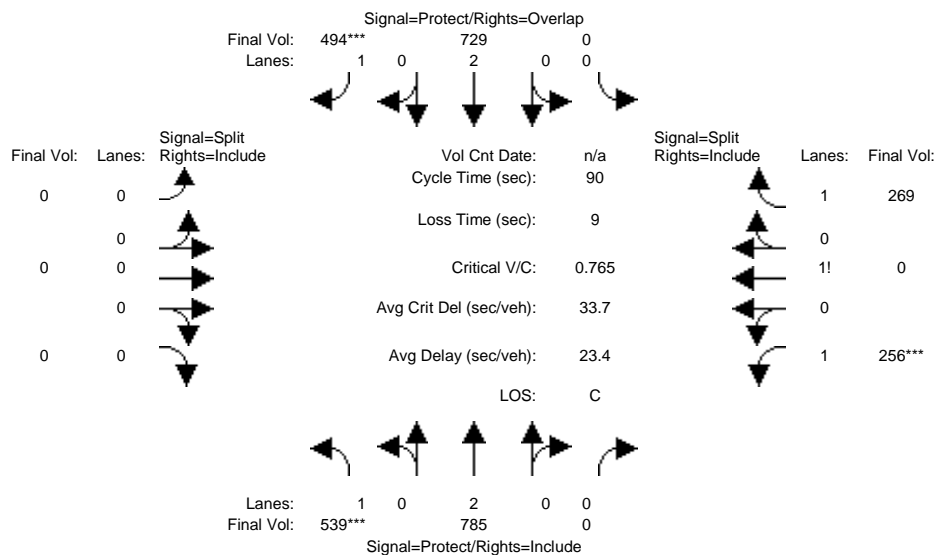 Signal=Protect/Rights=Overlap
Final Vol: 494*** 729 0
Lanes: 1 0 2 0 0
Signal=Split
Final Vol: Lanes: Rights=Include
Vol Cnt Date: n/a
Signal=Split
Rights=Include Lanes: Final Vol:
Cycle Time (sec): 90
0 0
1 269
Loss Time (sec): 9
0
0
0 0
Critical V/C: 0.765
1! 0
0
Avg Crit Del (sec/veh): 33.7
0
0 0
Avg Delay (sec/veh): 23.4
1 256***
LOS: C
Lanes: 1 0 2 0 0
Final Vol: 539*** 785 0
Signal=Protect/Rights=Include